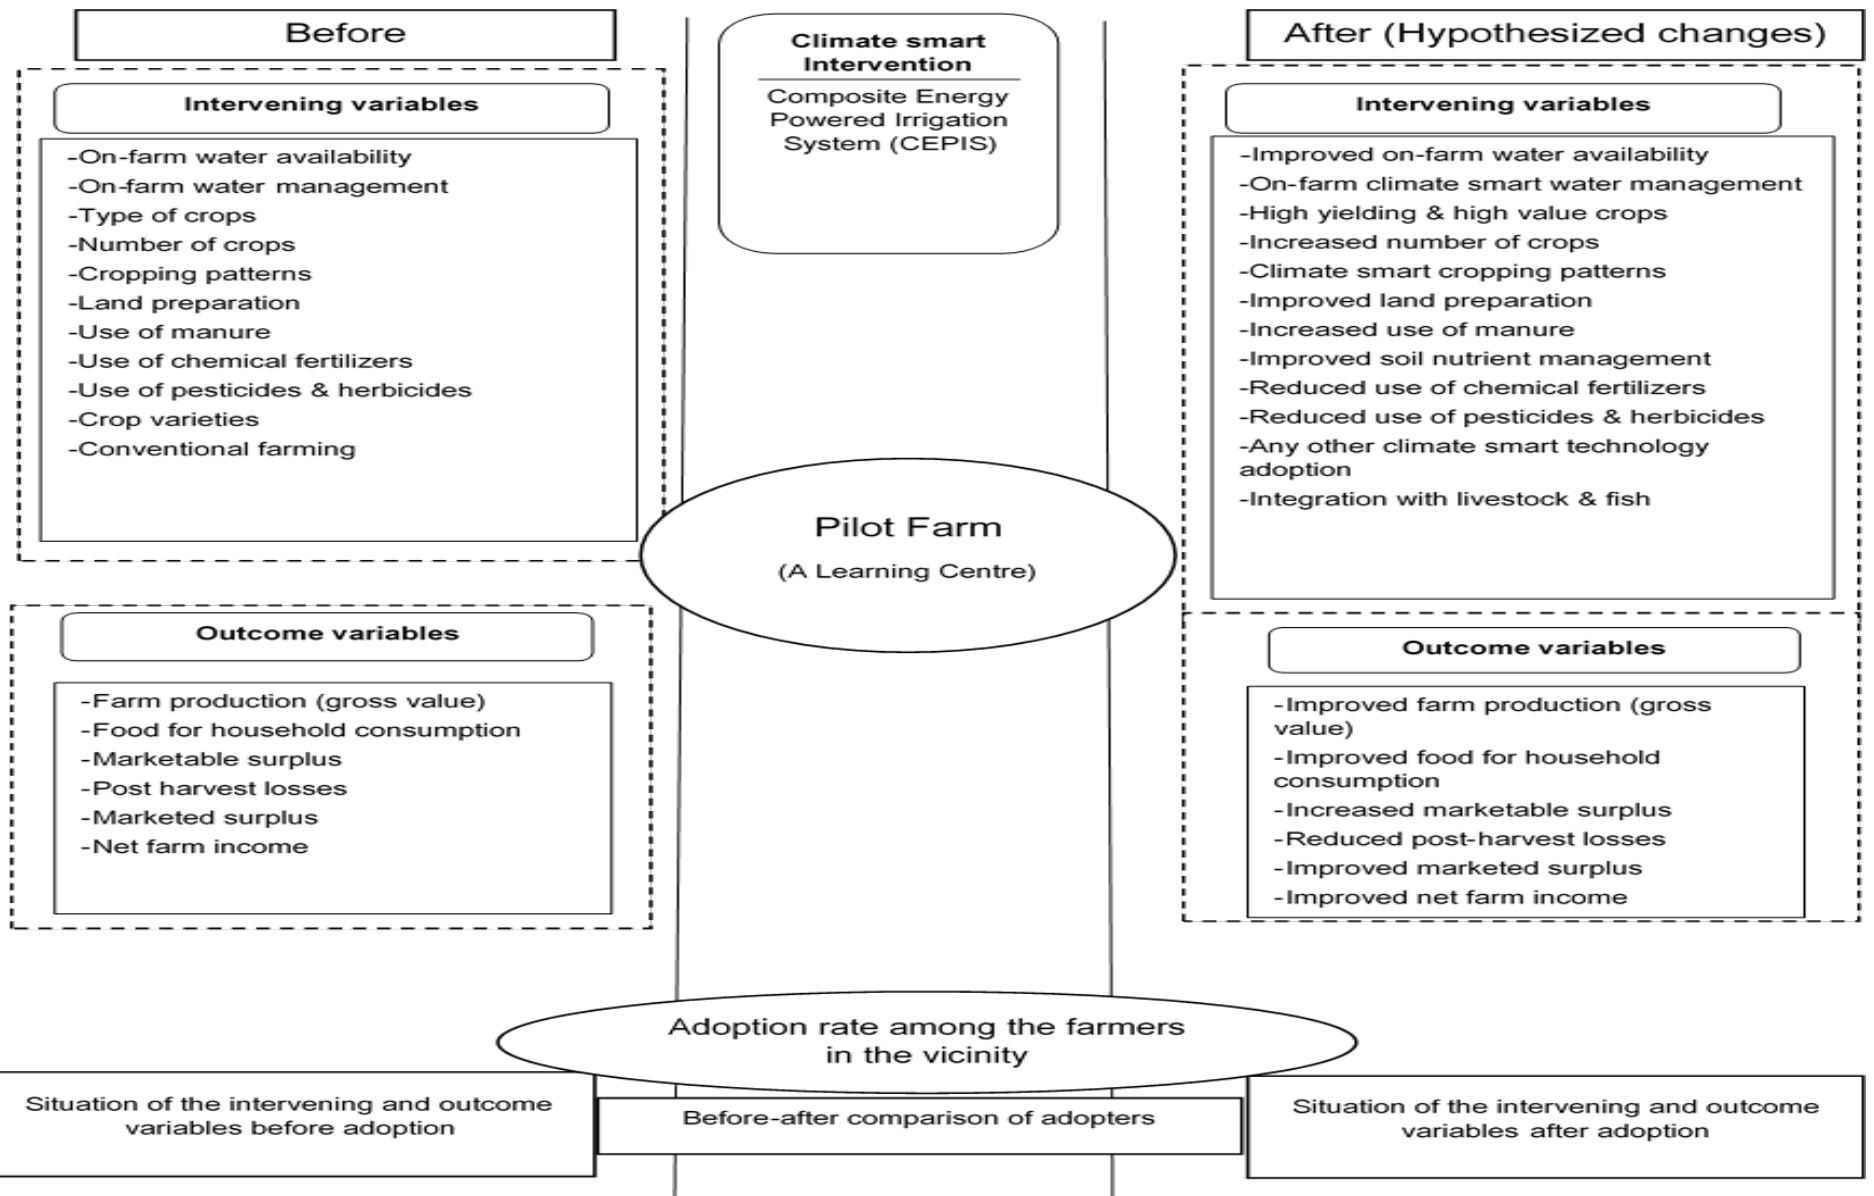 Before
Intervening variables
-On-farm water availability
-On-farm water management
-Type of crops
-Number of crops
-Cropping patterns
-Land preparation
-Use of manure
-Use of chemical fertilizers
-Use of pesticides & herbicides
-Crop varieties
-Conventional farming
Outcome variables
-Farm production (gross value)
-Food for household consumption
-Marketable surplus
-Post harvest losses
-Marketed surplus
-Net farm income
Climate smart
Intervention
Composite Energy
Powered Irrigation
System (CEPIS)
Pilot Farm
(A Learning Centre)
After (Hypothesized changes)
Intervening variables
-Improved on-farm water availability
-On-farm climate smart water management
-High yielding & high value crops
-Increased number of crops
-Climate smart cropping patterns
-Improved land preparation
-Increased use of manure
-Improved soil nutrient management
-Reduced use of chemical fertilizers
-Reduced use of pesticides & herbicides
-Any other climate smart technology
adoption
-Integration with livestock & fish
Outcome variables
-Improved farm production (gross
value)
-Improved food for household
consumption
-Increased marketable surplus
-Reduced post-harvest losses
-Improved marketed surplus
-Improved net farm income
Adoption rate among the farmers
in the vicinity
Situation of the intervening and outcome
variables before adoption
Before-after comparison of adopters
Situation of the intervening and outcome
variables after adoption